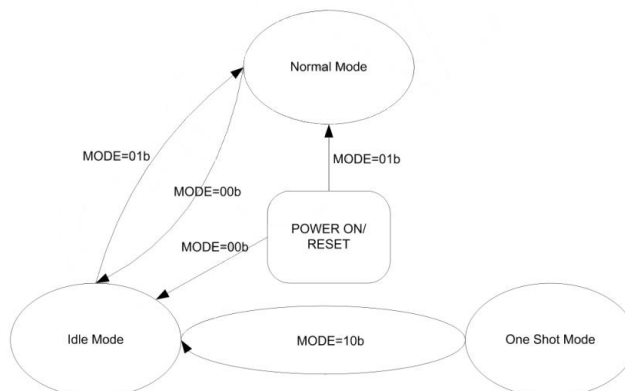 Normal Mode
MODE=01b
MODE=01b
MODE=00b
POWER ON/
RESET
MODE=00b
Idle Mode
MODE=10b
One Shot Mode